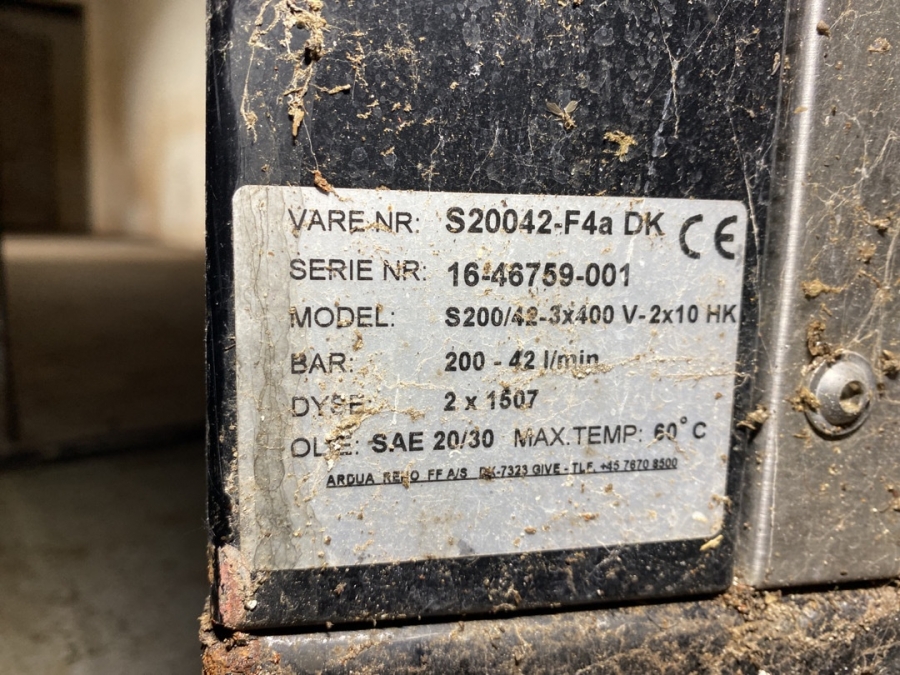 VARE NR: S20042-F4a DK CE
SERIE NR: 16-46759-001
MODEL: S200/42-3x400 V-2x10 HK
BAR: 200 - 42 l/min
DYSE: 2 x 1507
OLIE: SAE 20/30 MAX.TEMP: 60°C
ARDUA RENO FF A/S DK-7323 GIVE - TLF. +45 7670 8500